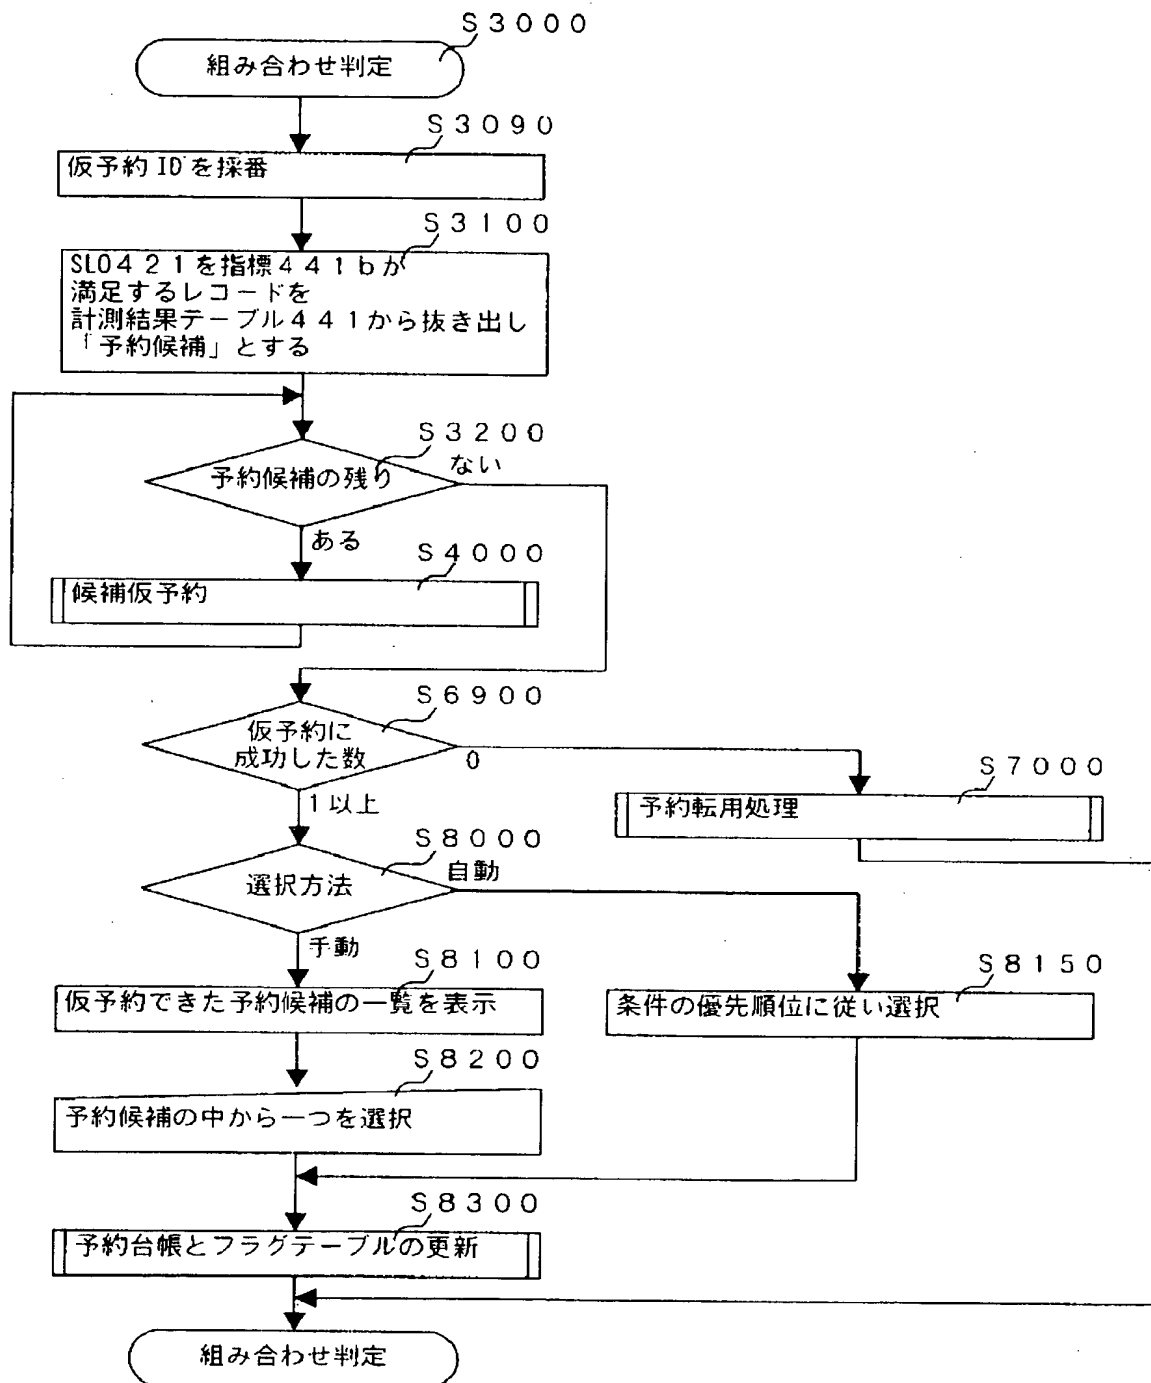 S3000
組み合わせ判定
S3090
仮予約IDを採番
S3100
SLO421を指標441bが
満足するレコードを
計測結果テーブル441から抜き出し
「予約候補」とする
S3200
予約候補の残り
ない
ある
S4000
候補仮予約
S6900
仮予約に
成功した数
0
1以上
S7000
予約転用処理
S8000
選択方法
自動
手動
S8100
仮予約できた予約候補の一覧を表示
S8150
条件の優先順位に従い選択
S8200
予約候補の中から一つを選択
S8300
予約台帳とフラグテーブルの更新
組み合わせ判定